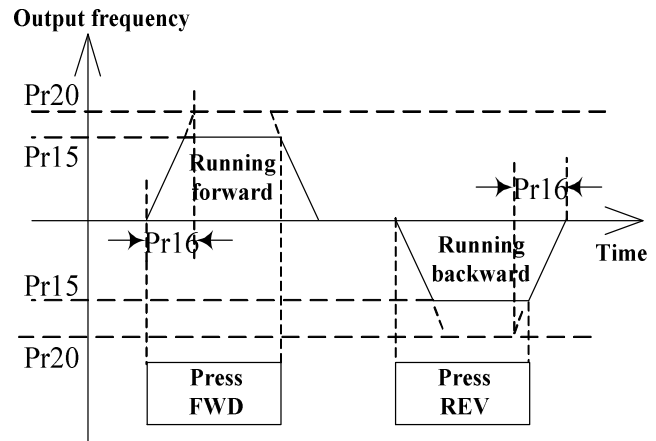 Output frequency
Pr20
Pr15
Running
forward
Pr16
Pr16
Time
Running
backward
Pr15
Pr20
Press
FWD
Press
REV